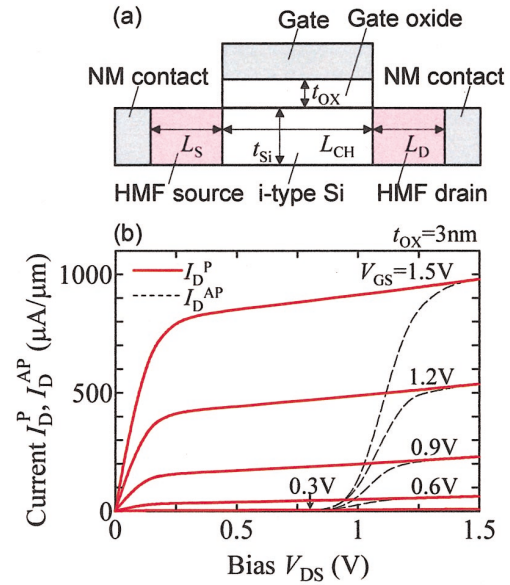 (a)
Gate
Gate oxide
NM contact
NM contact
tOX
LS
tSi
LCH
LD
HMF source
i-type Si
HMF drain
(b)
tOX=3nm
1000
IDP
VGS=1.5V
IDAP
1.2V
500
0.9V
0.3V
0.6V
0
0
0.5
1.0
1.5
Current IDP, IDAP (μA/μm)
Bias VDS (V)